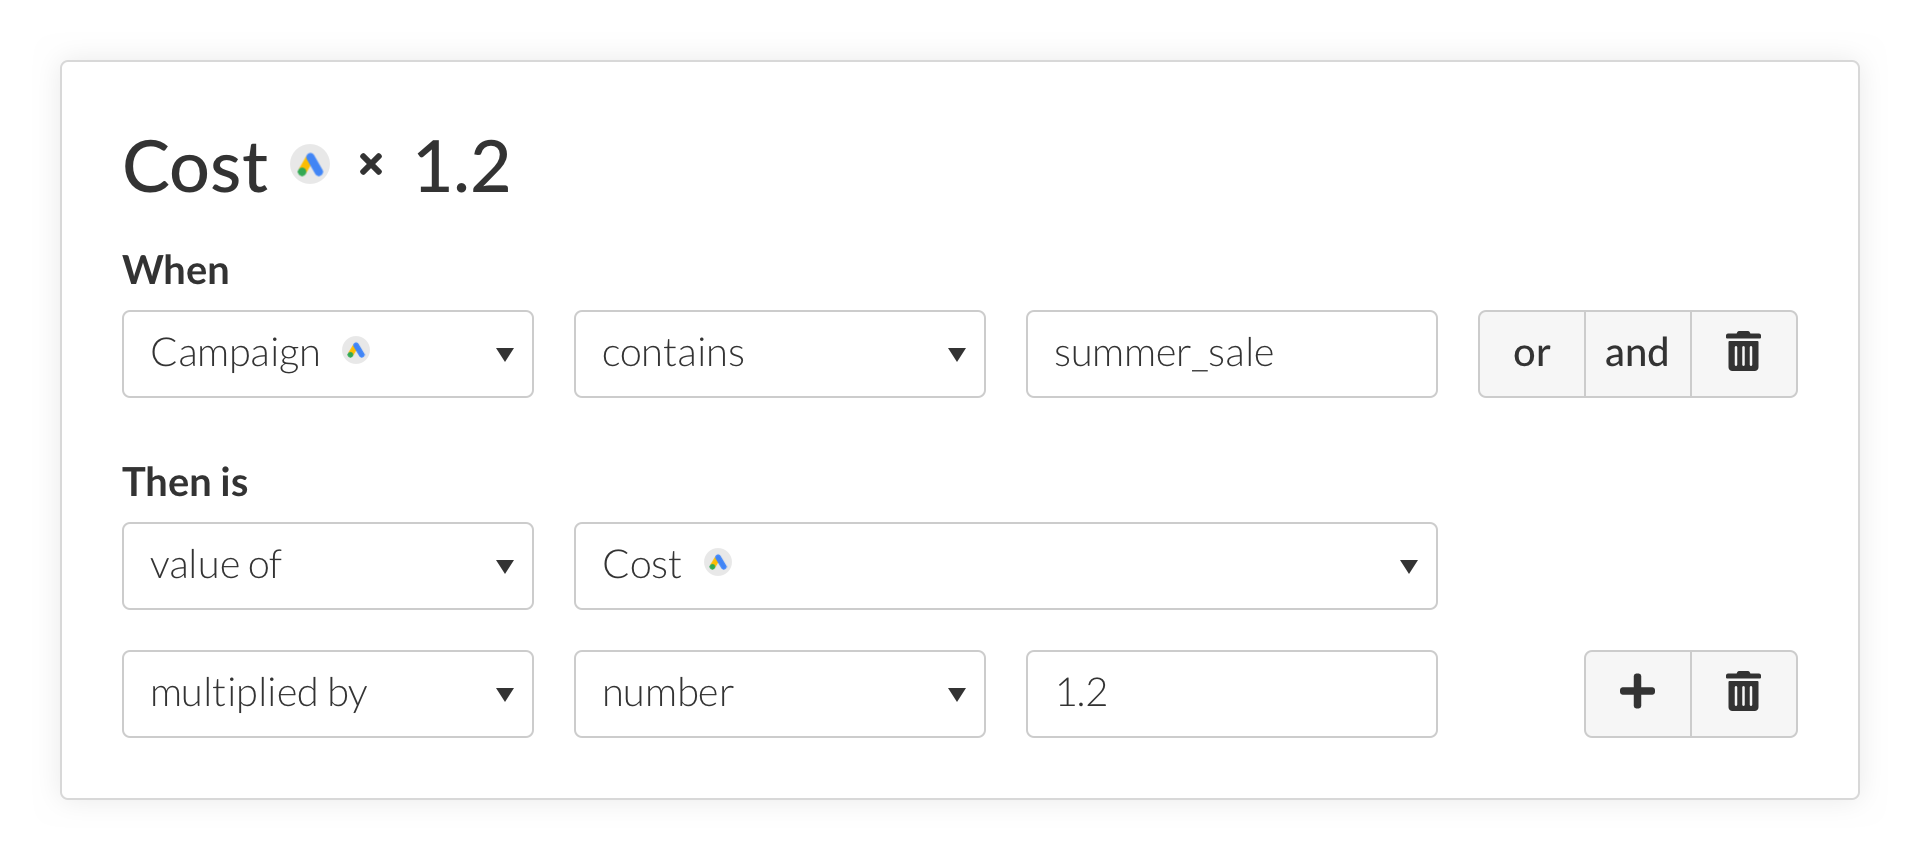 Cost × 1.2
When
Campaign contains summer_sale or and
Then is
value of Cost
multiplied by number 1.2